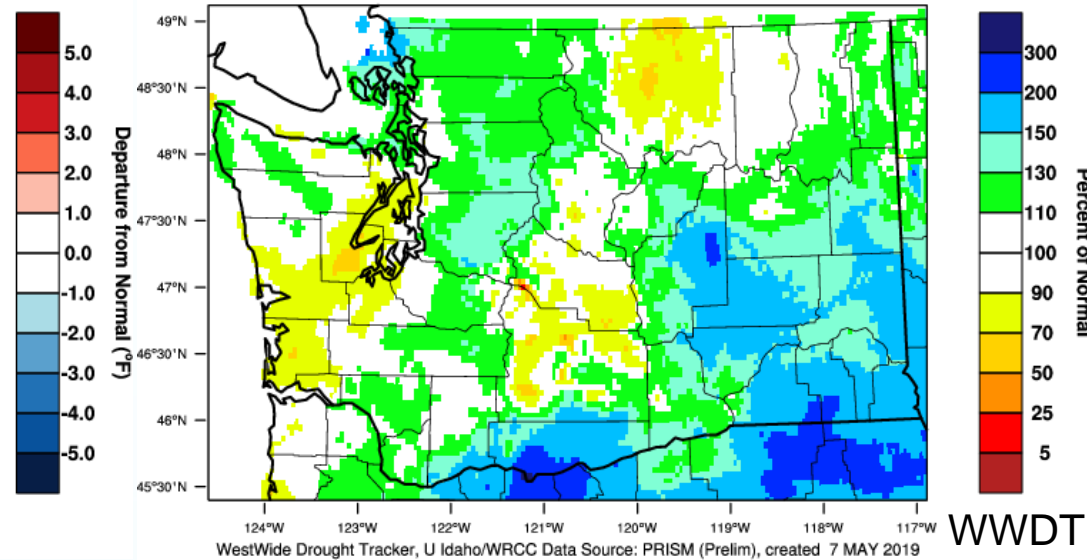 5.0
4.0
3.0
2.0
1.0
0.0
-1.0
-2.0
-3.0
-4.0
-5.0
Departure from Normal (°F)
49°N
48°30'N
48°N
47°30'N
47°N
46°30'N
46°N
45°30'N
124°W
123°W
122°W
121°W
120°W
119°W
118°W
117°W
WestWide Drought Tracker, U Idaho/WRCC Data Source: PRISM (Prelim), created 7 MAY 2019
300
200
150
130
110
100
90
70
50
25
5
Percent of Normal
WWDT